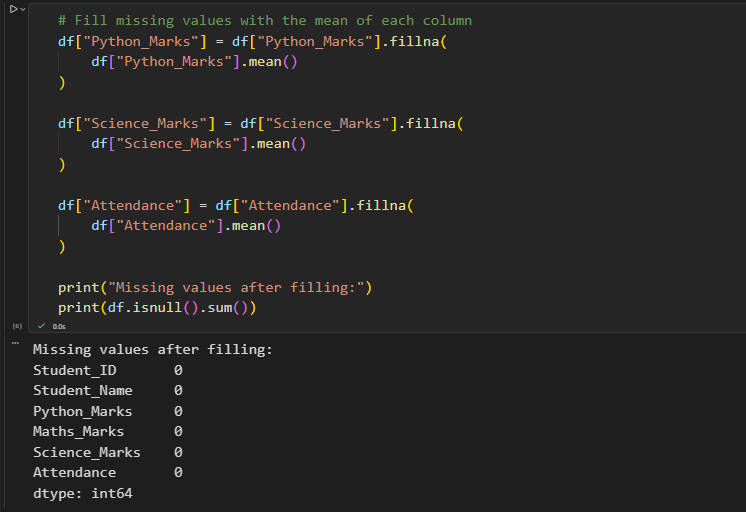 # Fill missing values with the mean of each column
df["Python_Marks"] = df["Python_Marks"].fillna(
    df["Python_Marks"].mean()
)

df["Science_Marks"] = df["Science_Marks"].fillna(
    df["Science_Marks"].mean()
)

df["Attendance"] = df["Attendance"].fillna(
    df["Attendance"].mean()
)

print("Missing values after filling:")
print(df.isnull().sum())
[6] ✓ 0.0s
... Missing values after filling:
Student_ID       0
Student_Name     0
Python_Marks     0
Maths_Marks      0
Science_Marks    0
Attendance       0
dtype: int64